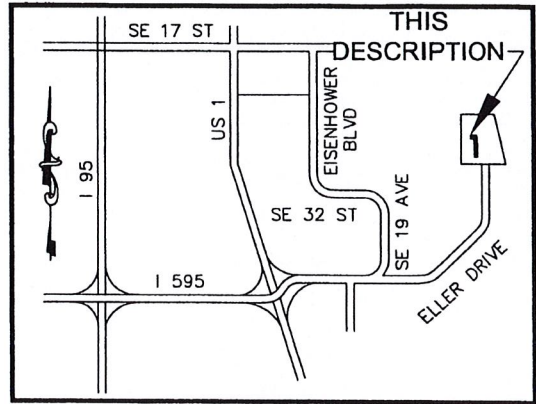 THIS
DESCRIPTION
SE 17 ST
US 1
EISENHOWER
BLVD
1
I 95
SE 32 ST
SE 19 AVE
I 595
ELLER DRIVE